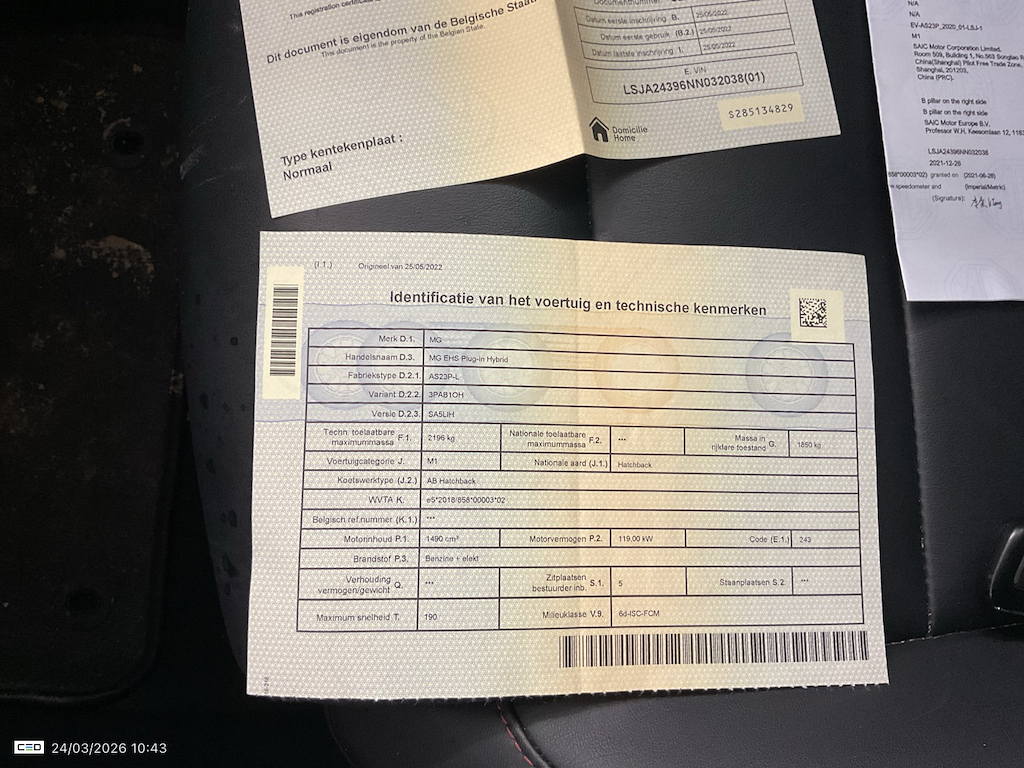 This registration certificate
Dit document is eigendom van de Belgische Staat
This document is the property of the Belgian State.
Type kentekenplaat :
Normaal
Documentnummer.
Datum eerste inschrijving B. 25/05/2022
Datum eerste gebruik (B.2.) 25/05/2022
Datum laatste inschrijving I. 25/05/2022
E. VIN
LSJA24396NN032038(01)
S285134829
Domicilie
Home
N/A
N/A
EV-AS23P_2020_01-LSJ-1
M1
SAIC Motor Corporation Limited.
Room 509, Building 1, No.563 Songtao R
China(Shanghai) Pilot Free Trade Zone,
Shanghai, 201203,
China (PRC).
B pillar on the right side
B pillar on the right side
SAIC Motor Europe B.V.
Professor W.H. Keesomlaan 12, 1183
LSJA24396NN032038
2021-12-26
858*00003*02) granted on (2021-06-28)
speedometer and (Imperial/Metric)
(Signature):
(I 1.) Origineel van 25/05/2022
Identificatie van het voertuig en technische kenmerken
Merk D.1. MG
Handelsnaam D.3. MG EHS Plug-in Hybrid
Fabriekstype D.2.1. AS23P-L
Variant D.2.2. 3PAB1OH
Versie D.2.3. SA5LIH
Techn. toelaatbare maximummassa F.1. 2196 kg Nationale toelaatbare maximummassa F.2. *** Massa in rijklare toestand G. 1850 kg
Voertuigcategorie J. M1 Nationale aard (J.1.) Hatchback
Koetswerktype (J.2.) AB Hatchback
WVTA K. e5*2018/858*00003*02
Belgisch ref.nummer (K.1.) ***
Motorinhoud P.1. 1490 cm³ Motorvermogen P.2. 119,00 kW Code (E.1.) 243
Brandstof P.3. Benzine + elekt
Verhouding vermogen/gewicht Q. *** Zitplaatsen bestuurder inb. S.1. 5 Staanplaatsen S.2. ***
Maximum snelheid T. 190 Milieuklasse V.9. 6d-ISC-FCM
CEO 24/03/2026 10:43